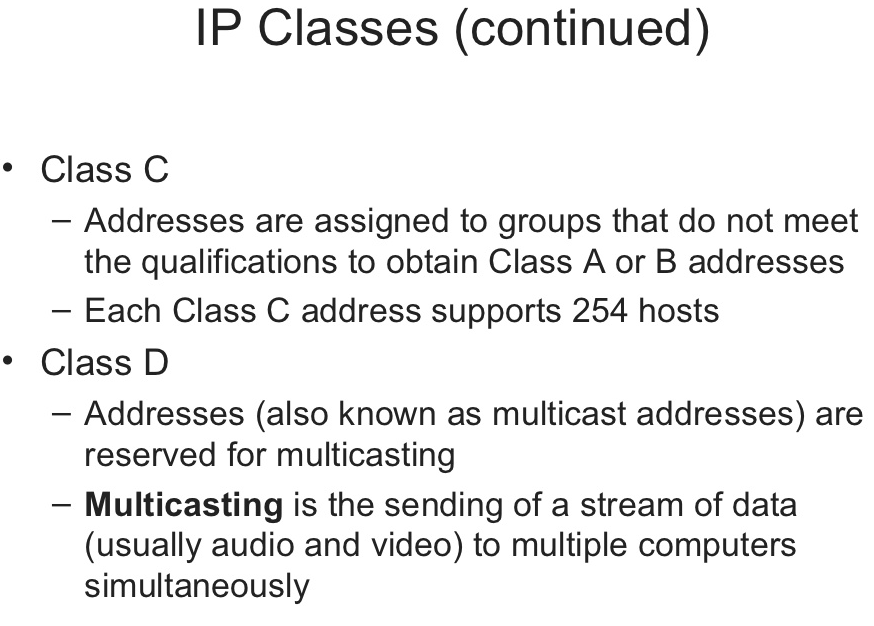 IP Classes (continued)
• Class C
– Addresses are assigned to groups that do not meet
the qualifications to obtain Class A or B addresses
– Each Class C address supports 254 hosts
• Class D
– Addresses (also known as multicast addresses) are
reserved for multicasting
– Multicasting is the sending of a stream of data
(usually audio and video) to multiple computers
simultaneously